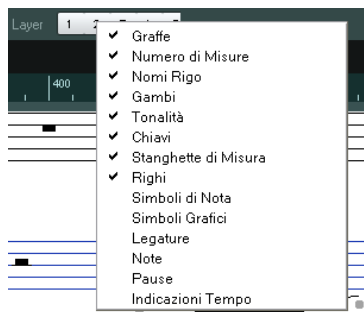 Layer 1 2
400
Graffe
Numero di Misure
Nomi Rigo
Gambi
Tonalità
Chiavi
Stanghette di Misura
Righi
Simboli di Nota
Simboli Grafici
Legature
Note
Pause
Indicazioni Tempo